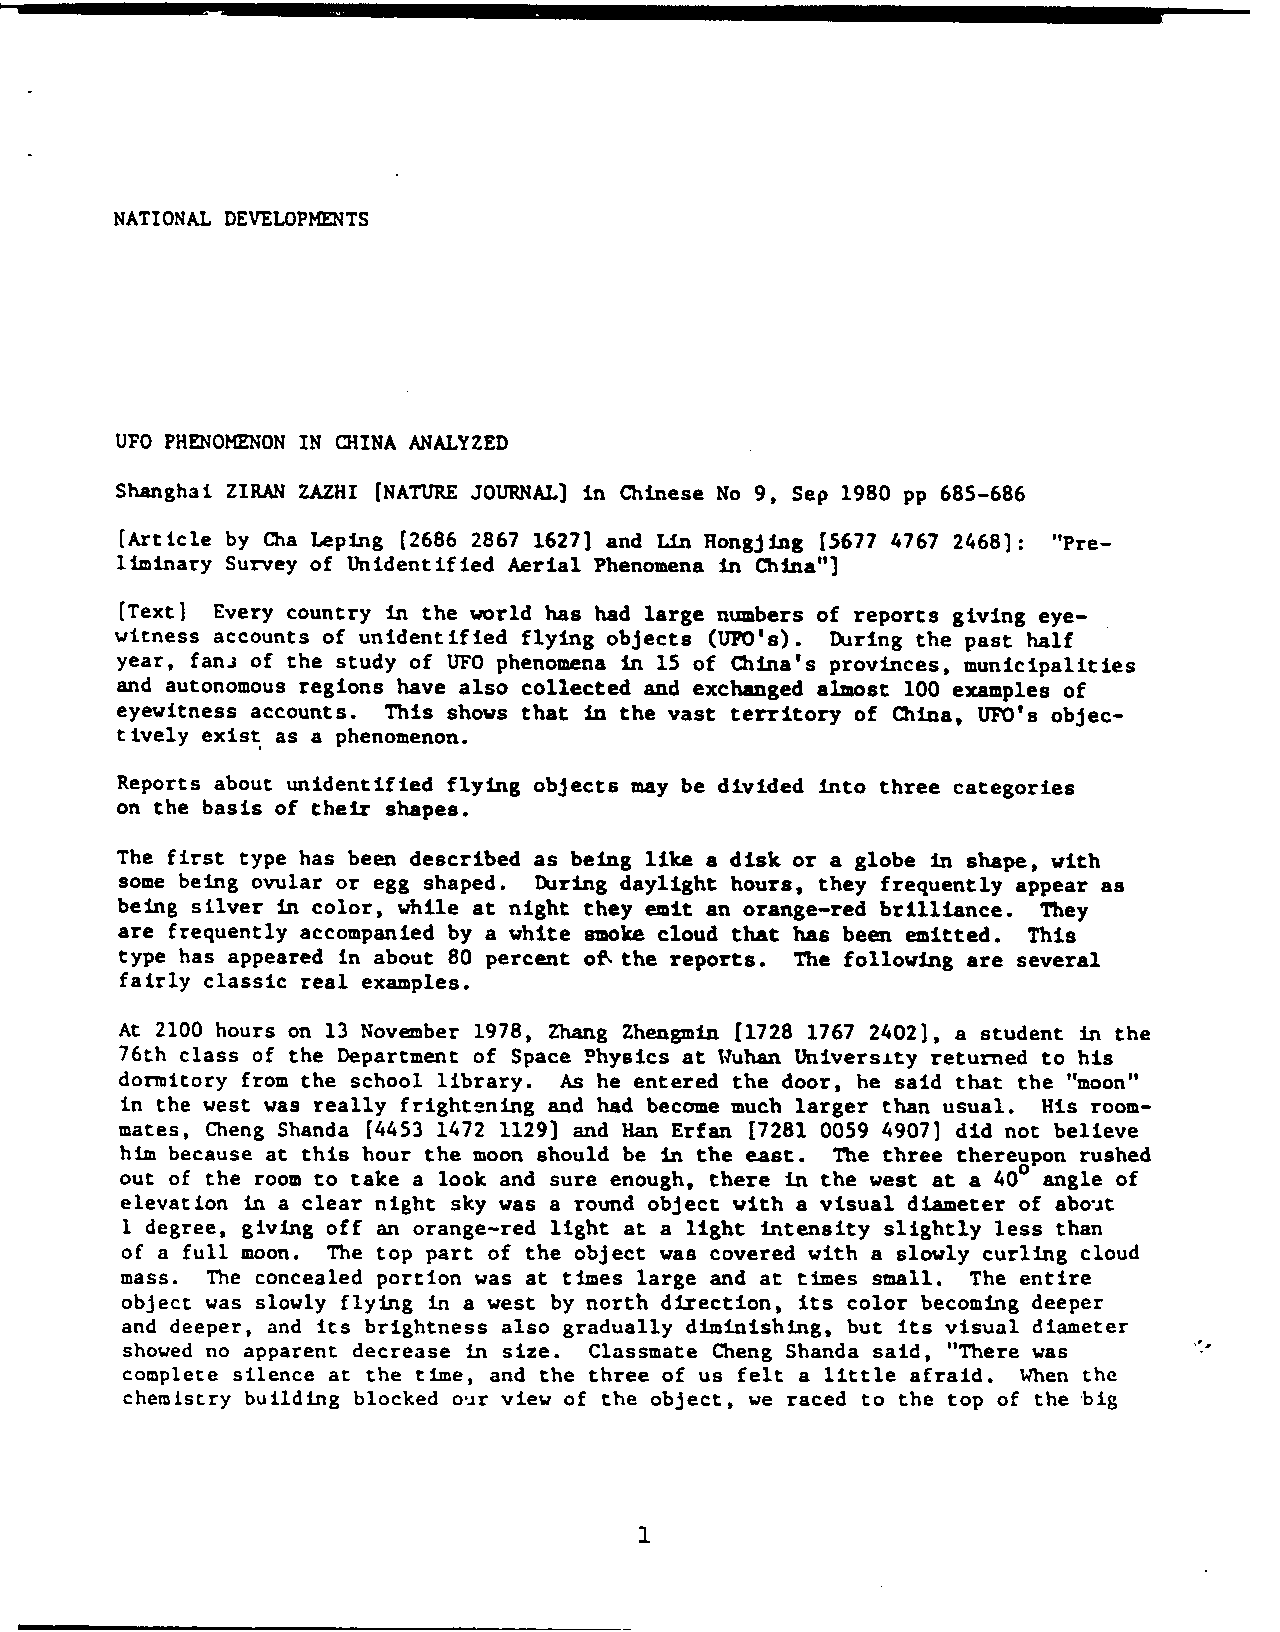 NATIONAL DEVELOPMENTS
UFO PHENOMENON IN CHINA ANALYZED
Shanghai ZIRAN ZAZHI [NATURE JOURNAL] in Chinese No 9, Sep 1980 pp 685-686
[Article by Cha Leping [2686 2867 1627] and Lin Hongjing [5677 4767 2468]: "Pre-
liminary Survey of Unidentified Aerial Phenomena in China"]
[Text] Every country in the world has had large numbers of reports giving eye-
witness accounts of unidentified flying objects (UFO's). During the past half
year, fans of the study of UFO phenomena in 15 of China's provinces, municipalities
and autonomous regions have also collected and exchanged almost 100 examples of
eyewitness accounts. This shows that in the vast territory of China, UFO's objec-
tively exist as a phenomenon.
Reports about unidentified flying objects may be divided into three categories
on the basis of their shapes.
The first type has been described as being like a disk or a globe in shape, with
some being ovular or egg shaped. During daylight hours, they frequently appear as
being silver in color, while at night they emit an orange-red brilliance. They
are frequently accompanied by a white smoke cloud that has been emitted. This
type has appeared in about 80 percent of the reports. The following are several
fairly classic real examples.
At 2100 hours on 13 November 1978, Zhang Zhengmin [1728 1767 2402], a student in the
76th class of the Department of Space Physics at Wuhan University returned to his
dormitory from the school library. As he entered the door, he said that the "moon"
in the west was really frightening and had become much larger than usual. His room-
mates, Cheng Shanda [4453 1472 1129] and Han Erfan [7281 0059 4907] did not believe
him because at this hour the moon should be in the east. The three thereupon rushed
out of the room to take a look and sure enough, there in the west at a 40° angle of
elevation in a clear night sky was a round object with a visual diameter of about
1 degree, giving off an orange-red light at a light intensity slightly less than
of a full moon. The top part of the object was covered with a slowly curling cloud
mass. The concealed portion was at times large and at times small. The entire
object was slowly flying in a west by north direction, its color becoming deeper
and deeper, and its brightness also gradually diminishing, but its visual diameter
showed no apparent decrease in size. Classmate Cheng Shanda said, "There was
complete silence at the time, and the three of us felt a little afraid. When the
chemistry building blocked our view of the object, we raced to the top of the big
1